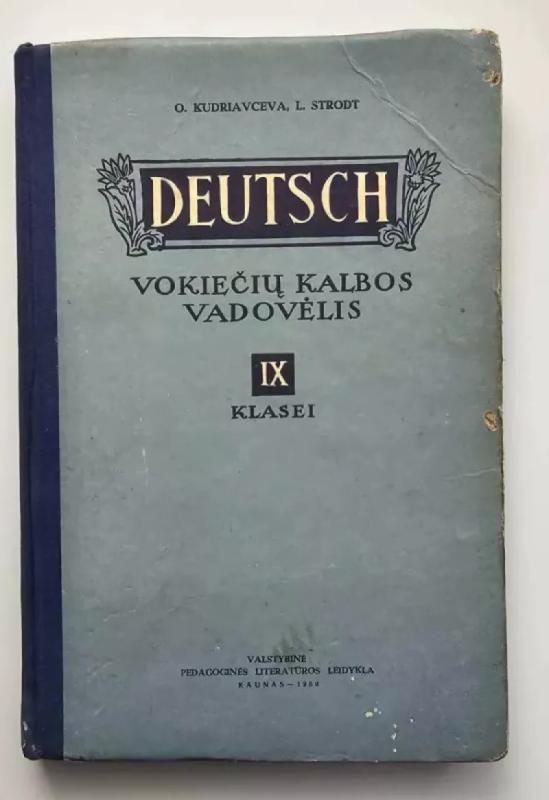 O. KUDRIAVCEVA, L. STRODT
DEUTSCH
VOKIEČIŲ KALBOS
VADOVĖLIS
IX
KLASEI
VALSTYBINĖ
PEDAGOGINĖS LITERATŪROS LEIDYKLA
KAUNAS—